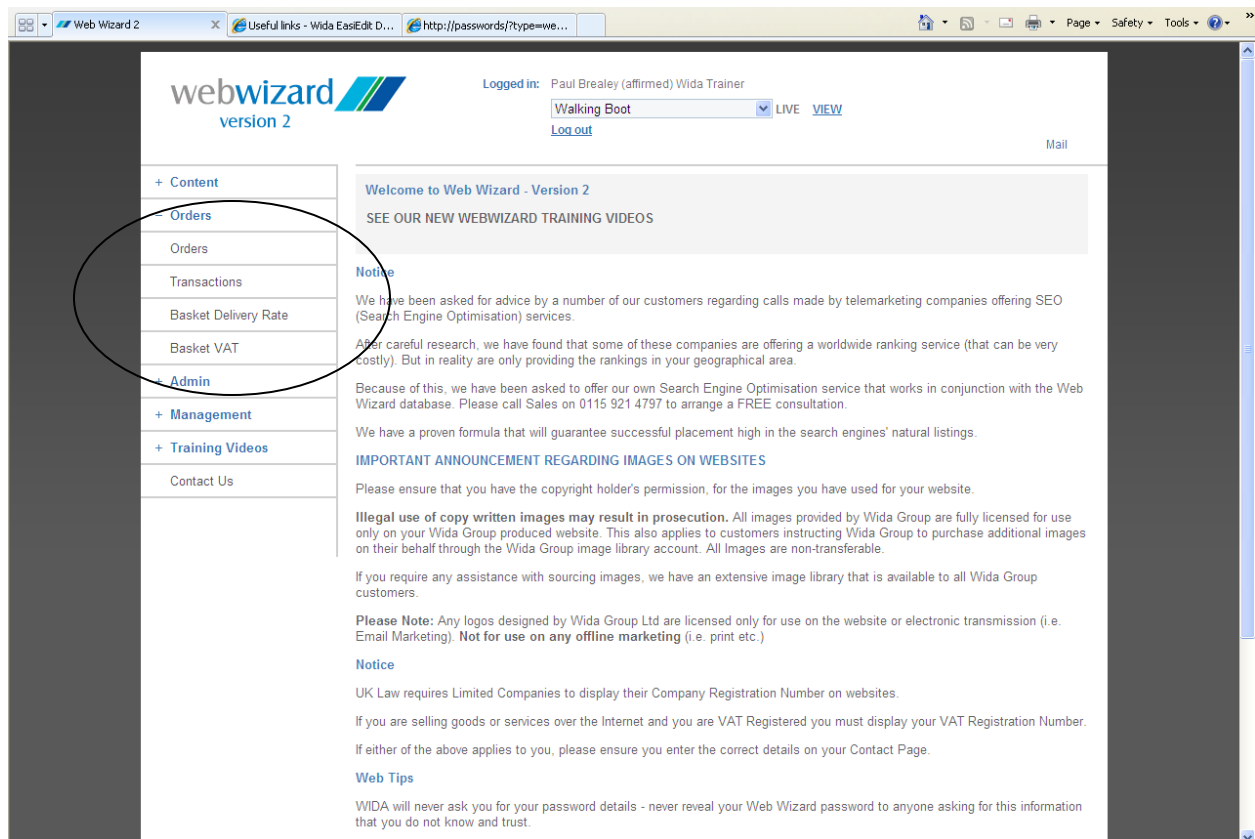 Web Wizard 2
Useful links - Wida EasiEdit D...
http://passwords/?type=we...
Page
Safety
Tools
»
webwizard
version 2
Logged in: Paul Brealey (affirmed) Wida Trainer
Walking Boot LIVE VIEW
Log out
Mail
+ Content
− Orders
Orders
Transactions
Basket Delivery Rate
Basket VAT
+ Admin
+ Management
+ Training Videos
Contact Us
Welcome to Web Wizard - Version 2
SEE OUR NEW WEBWIZARD TRAINING VIDEOS
Notice
We have been asked for advice by a number of our customers regarding calls made by telemarketing companies offering SEO
(Search Engine Optimisation) services.
After careful research, we have found that some of these companies are offering a worldwide ranking service (that can be very
costly). But in reality are only providing the rankings in your geographical area.
Because of this, we have been asked to offer our own Search Engine Optimisation service that works in conjunction with the Web
Wizard database. Please call Sales on 0115 921 4797 to arrange a FREE consultation.
We have a proven formula that will guarantee successful placement high in the search engines' natural listings.
IMPORTANT ANNOUNCEMENT REGARDING IMAGES ON WEBSITES
Please ensure that you have the copyright holder's permission, for the images you have used for your website.
Illegal use of copy written images may result in prosecution. All images provided by Wida Group are fully licensed for use
only on your Wida Group produced website. This also applies to customers instructing Wida Group to purchase additional images
on their behalf through the Wida Group image library account. All Images are non-transferable.
If you require any assistance with sourcing images, we have an extensive image library that is available to all Wida Group
customers.
Please Note: Any logos designed by Wida Group Ltd are licensed only for use on the website or electronic transmission (i.e.
Email Marketing). Not for use on any offline marketing (i.e. print etc.)
Notice
UK Law requires Limited Companies to display their Company Registration Number on websites.
If you are selling goods or services over the Internet and you are VAT Registered you must display your VAT Registration Number.
If either of the above applies to you, please ensure you enter the correct details on your Contact Page.
Web Tips
WIDA will never ask you for your password details - never reveal your Web Wizard password to anyone asking for this information
that you do not know and trust.